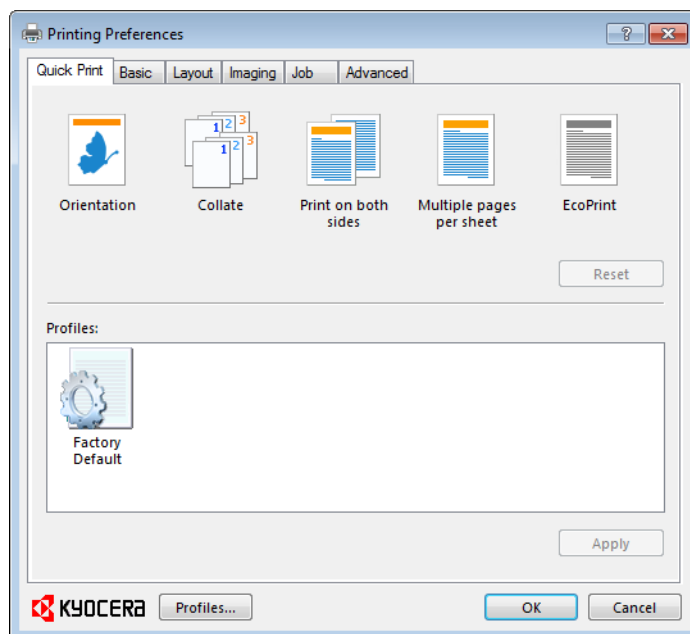 Printing Preferences
?
Quick Print Basic Layout Imaging Job Advanced
1 2 3
1 2 3
Orientation Collate Print on both sides Multiple pages per sheet EcoPrint
Reset
Profiles:
Factory
Default
Apply
KYOCERA Profiles... OK Cancel